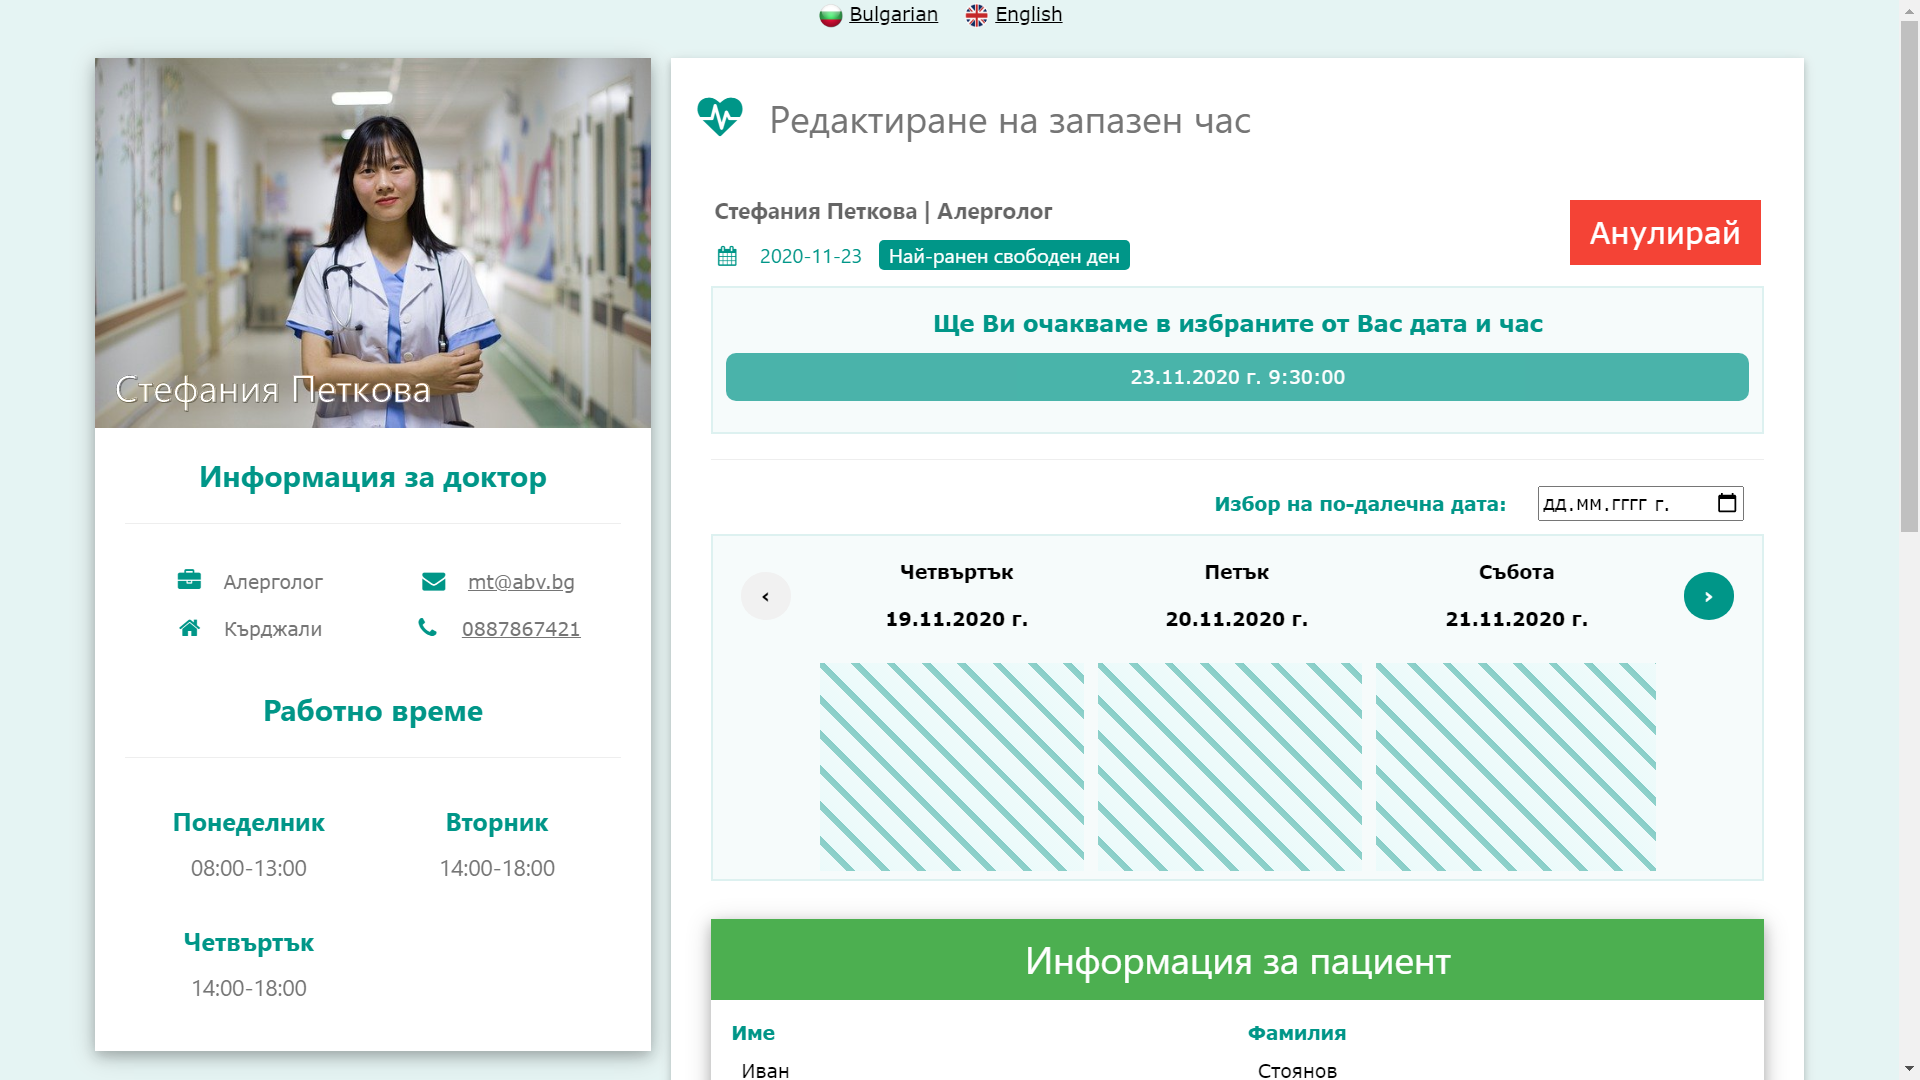 Bulgarian English
Стефания Петкова
Информация за доктор
Алерголог mt@abv.bg
Кърджали 0887867421
Работно време
Понеделник Вторник
08:00-13:00 14:00-18:00
Четвъртък
14:00-18:00
Редактиране на запазен час
Стефания Петкова | Алерголог
Анулирай
2020-11-23 Най-ранен свободен ден
Ще Ви очакваме в избраните от Вас дата и час
23.11.2020 г. 9:30:00
Избор на по-далечна дата: дд.мм.гггг г.
‹ Четвъртък Петък Събота ›
19.11.2020 г. 20.11.2020 г. 21.11.2020 г.
Информация за пациент
Име Фамилия
Иван Стоянов